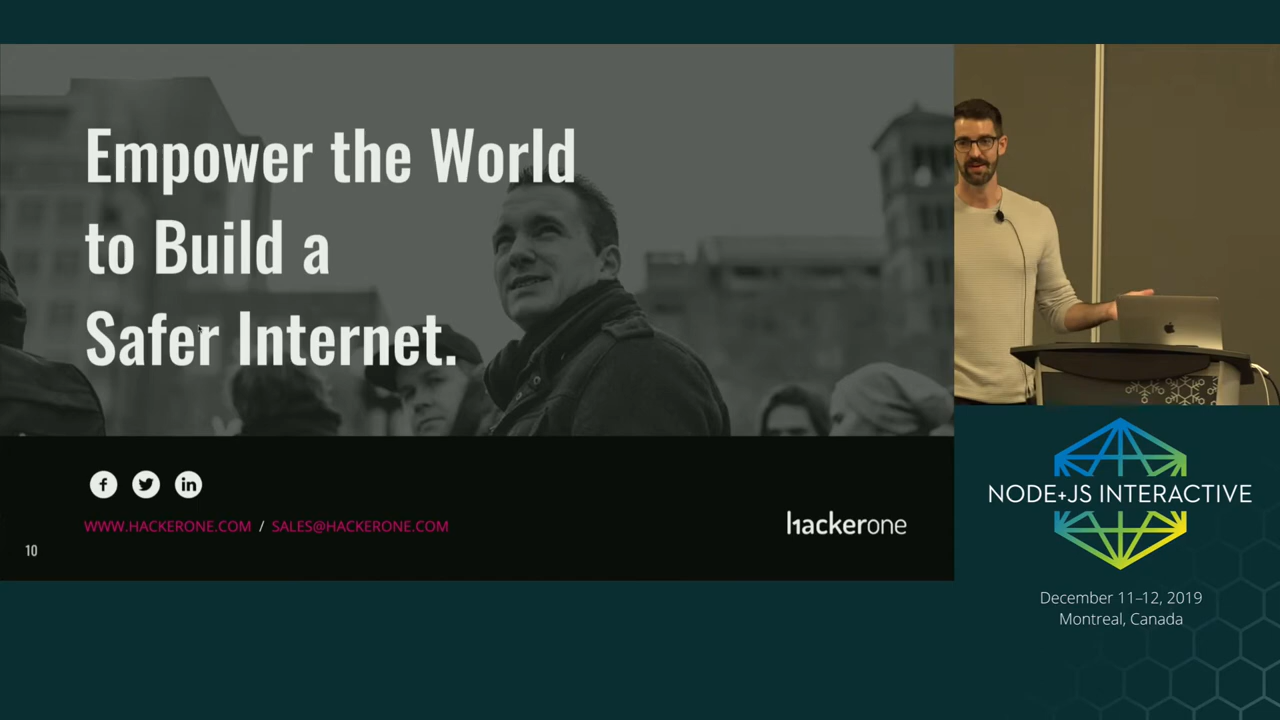 Empower the World
to Build a
Safer Internet.
WWW.HACKERONE.COM / SALES@HACKERONE.COM
10
hackerone
NODE+JS INTERACTIVE
December 11–12, 2019
Montreal, Canada